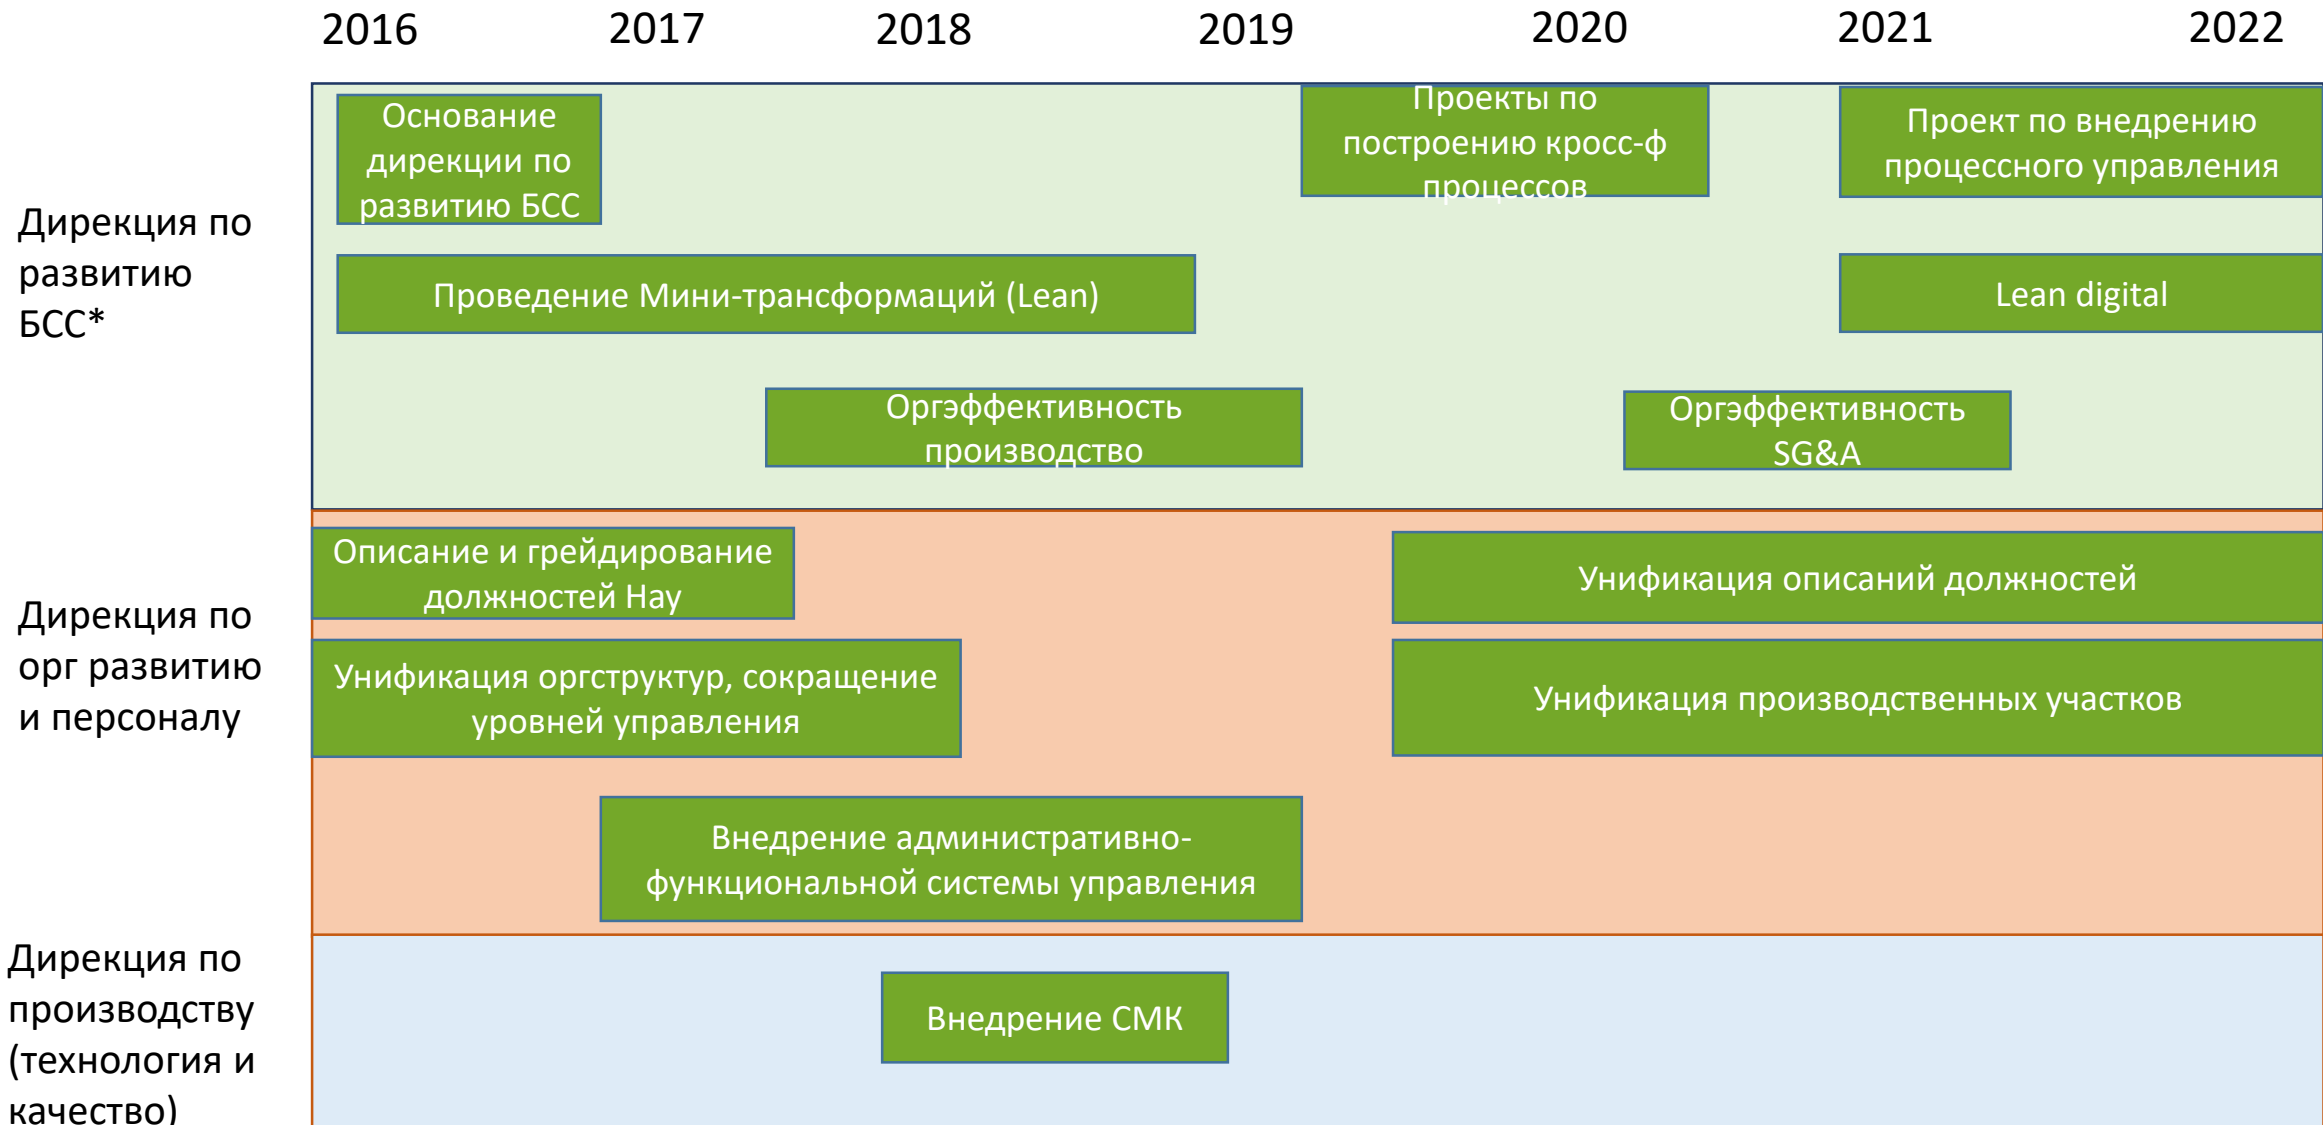 2016 2017 2018 2019 2020 2021 2022
Дирекция по
развитию
БСС*
Основание
дирекции по
развитию БСС
Проекты по
построению кросс-ф
процессов
Проект по внедрению
процессного управления
Проведение Мини-трансформаций (Lean)
Lean digital
Оргэффективность
производство
Оргэффективность
SG&A
Дирекция по
орг развитию
и персоналу
Описание и грейдирование
должностей Hay
Унификация описаний должностей
Унификация оргструктур, сокращение
уровней управления
Унификация производственных участков
Внедрение административно-
функциональной системы управления
Дирекция по
производству
(технология и
качество)
Внедрение СМК